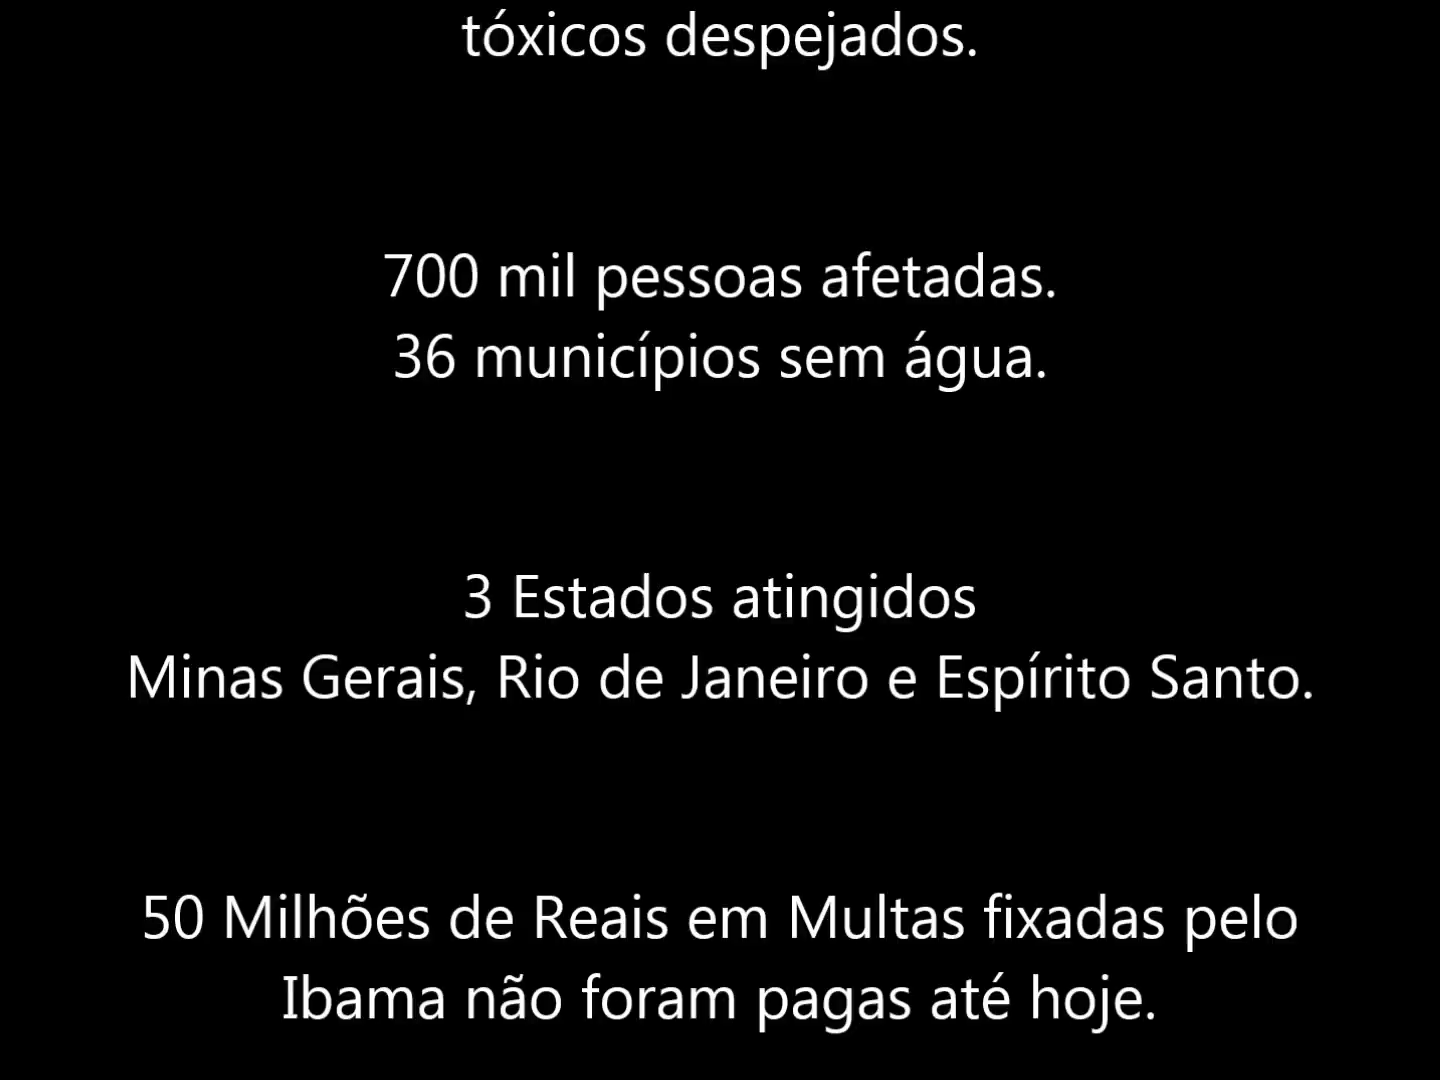 tóxicos despejados.
700 mil pessoas afetadas.
36 municípios sem água.
3 Estados atingidos
Minas Gerais, Rio de Janeiro e Espírito Santo.
50 Milhões de Reais em Multas fixadas pelo
Ibama não foram pagas até hoje.